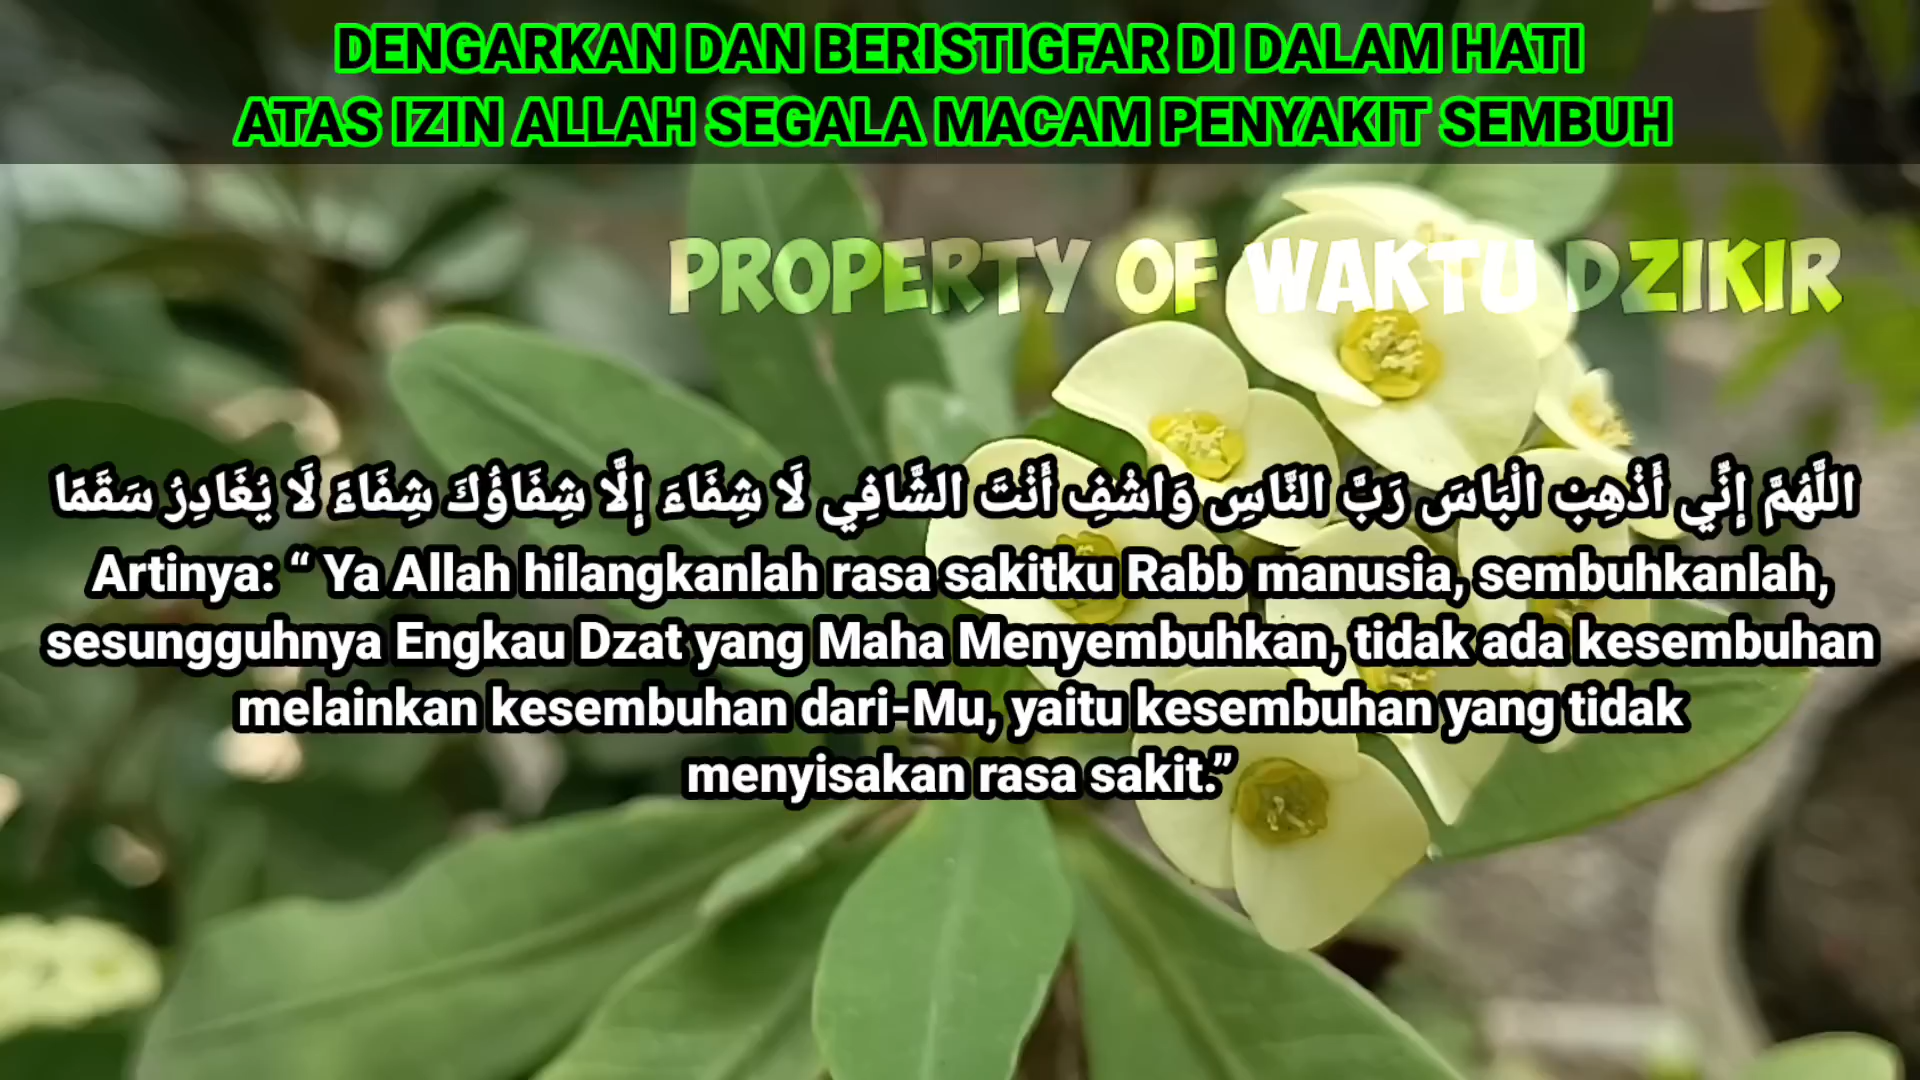 DENGARKAN DAN BERISTIGFAR DI DALAM HATI
ATAS IZIN ALLAH SEGALA MACAM PENYAKIT SEMBUH
PROPERTY OF WAKTU DZIKIR
اللَّهُمَّ إِنِّي أَذْهِبْ الْبَاسَ رَبَّ النَّاسِ وَاشْفِ أَنْتَ الشَّافِي لَا شِفَاءَ إِلَّا شِفَاؤُكَ شِفَاءً لَا يُغَادِرُ سَقَمًا
Artinya: “ Ya Allah hilangkanlah rasa sakitku Rabb manusia, sembuhkanlah,
sesungguhnya Engkau Dzat yang Maha Menyembuhkan, tidak ada kesembuhan
melainkan kesembuhan dari-Mu, yaitu kesembuhan yang tidak
menyisakan rasa sakit.”